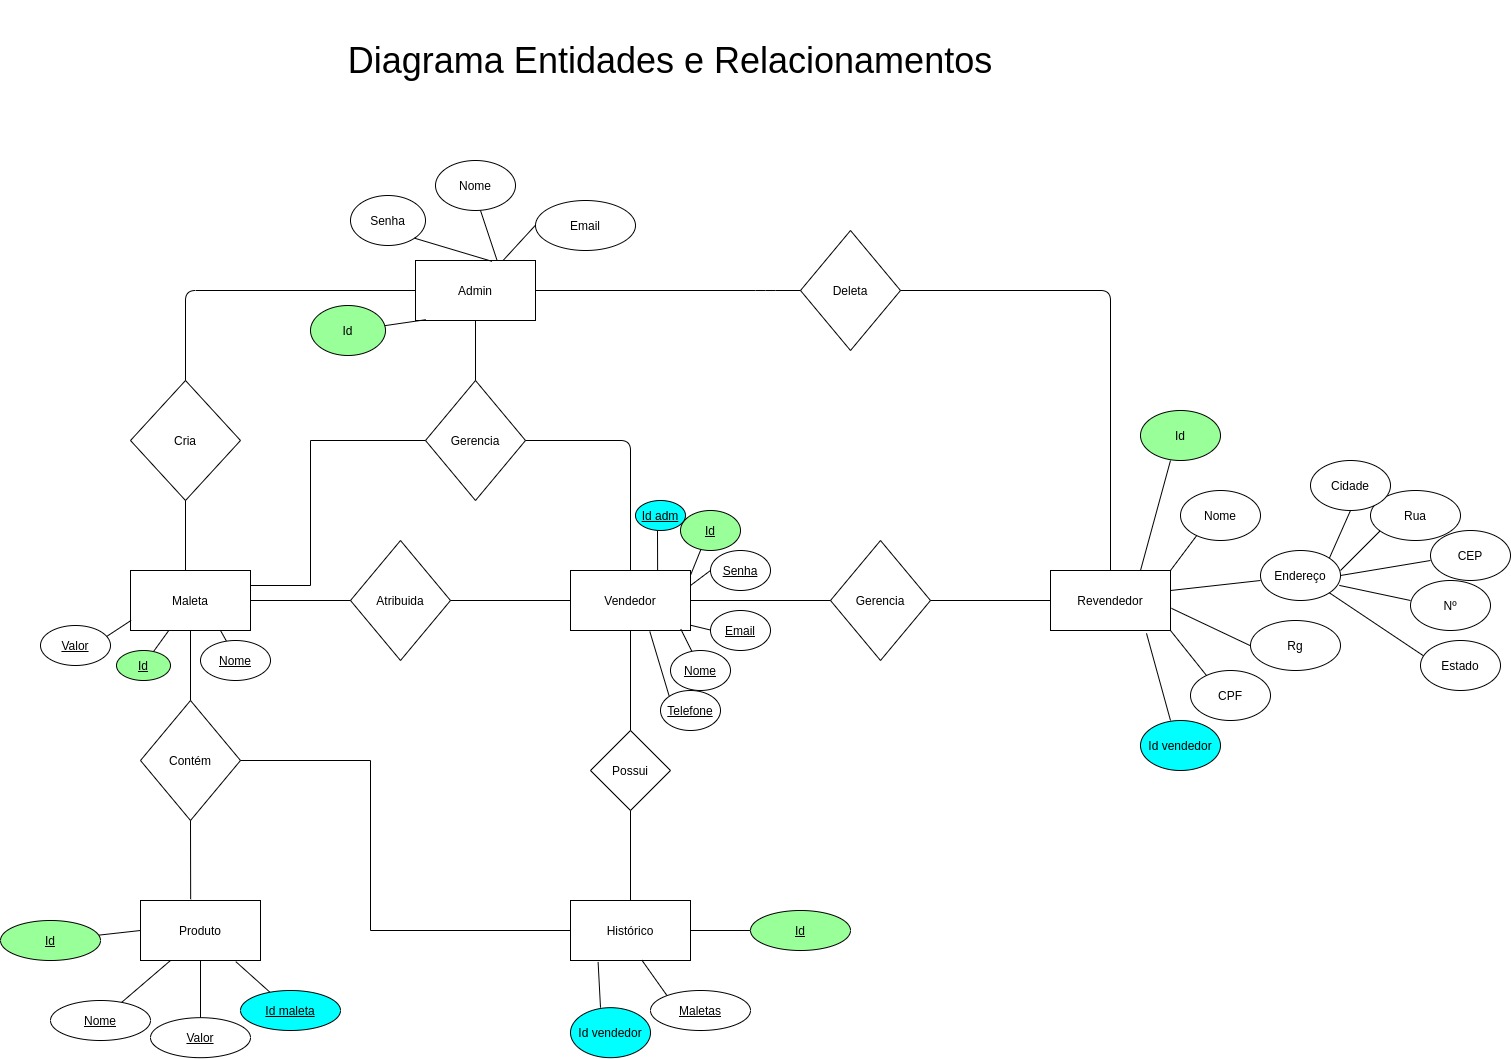 Diagrama Entidades e Relacionamentos
Nome
Senha
Email
Admin
Deleta
Id
Cria
Gerencia
Id
Nome
Cidade
Rua
CEP
Id adm
Id
Senha
Endereço
Nº
Maleta
Atribuida
Vendedor
Gerencia
Revendedor
Valor
Id
Nome
Email
Nome
Telefone
Rg
Estado
CPF
Id vendedor
Contém
Possui
Produto
Histórico
Id
Id
Nome
Valor
Id maleta
Id vendedor
Maletas